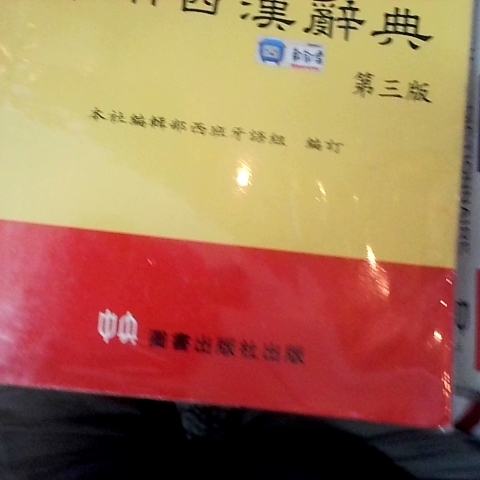 西漢辭典
第三版
本社編輯部西班牙語組 編訂
中央 圖書出版社出版